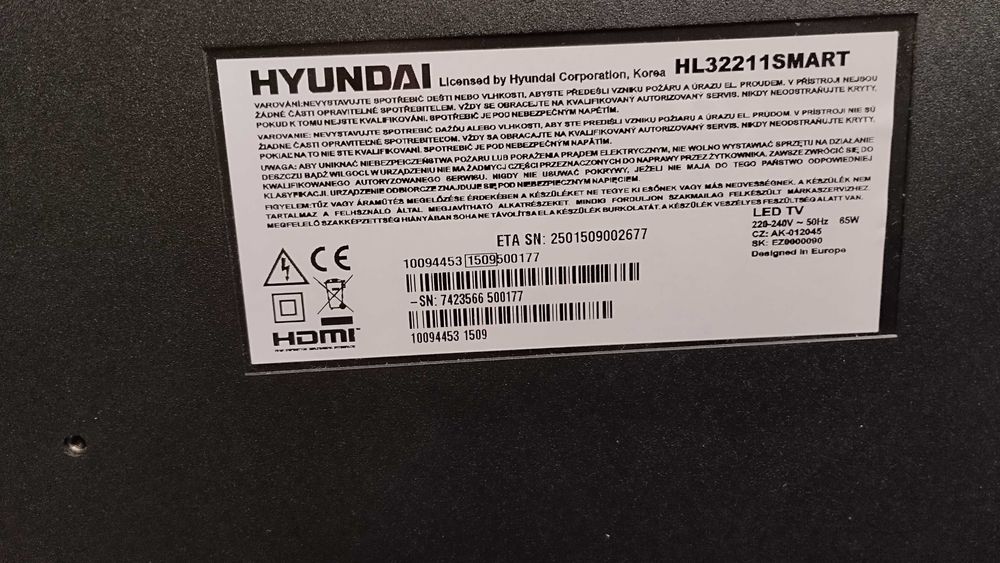 HYUNDAI Licensed by Hyundai Corporation, Korea HL32211SMART
VAROVÁNÍ:NEVYSTAVUJTE SPOTŘEBIČ DEŠTI NEBO VLHKOSTI, ABYSTE PŘEDEŠLI VZNIKU POŽÁRU A ÚRAZU EL. PROUDEM. V PŘÍSTROJI NEJSOU
ŽÁDNÉ ČÁSTI OPRAVITELNÉ SPOTŘEBITELEM. VŽDY SE OBRACEJTE NA KVALIFIKOVANÝ AUTORIZOVANÝ SERVIS. NIKDY NEODSTRAŇUJTE KRYTY,
POKUD K TOMU NEJSTE KVALIFIKOVÁNI. SPOTŘEBIČ JE POD NEBEZPEČNÝM NAPĚTÍM.
VAROVANIE: NEVYSTAVUJTE SPOTREBIČ DAŽĎU ALEBO VLHKOSTI, ABY STE PREDIŠLI VZNIKU POŽIARU A ÚRAZU EL. PRÚDOM V PRÍSTROJI NIE SÚ
ŽIADNE ČASTI OPRAVITEĽNÉ SPOTREBITEĽOM. VŽDY SA OBRACAJTE NA KVALIFIKOVANÝ AUTORIZOVANÝ SERVIS. NIKDY NEODSTRAŇUJTE KRYTY,
POKIAĽ NA TO NIE STE KVALIFIKOVANÍ. SPOTREBIČ JE POD NEBEZPEČNÝM NAPÄTÍM.
UWAGA: ABY UNIKNĄĆ NIEBEZPIECZEŃSTWA POŻARU LUB PORAŻENIA PRĄDEM ELEKTRYCZNYM, NIE WOLNO WYSTAWIAĆ SPRZĘTU NA DZIAŁANIE
DESZCZU BĄDŹ WILGOCI. W URZĄDZENIU NIE MA ŻADNYCH CZĘŚCI PRZEZNACZONYCH DO NAPRAWY PRZEZ UŻYTKOWNIKA. ZAWSZE ZWRÓCIĆ SIĘ DO
KWALIFIKOWANEGO AUTORYZOWANEGO SERWISU. NIGDY NIE USUWAĆ POKRYWY, JEŻELI NIE MAJĄ DO TEGO ODPOWIEDNIEJ
KLASYFIKACJI. URZĄDZENIE ODBIORCZE ZNAJDUJE SIĘ POD NIEBEZPIECZNYM NAPIĘCIEM.
FIGYELEM:TŰZ VAGY ÁRAMÜTÉS MEGELŐZÉSE ÉRDEKÉBEN A KÉSZÜLÉKET NE TEGYE KI ESŐNEK VAGY MÁS NEDVESSÉGNEK. A KÉSZÜLÉK NEM
TARTALMAZ A FELHSZNÁLÓ ÁLTAL MEGJAVÍTHATÓ ALKATRÉSZEKET. MINDIG FORDULJON SZAKMAILAG FELKÉSZÜLT MÁRKASZERVIZHEZ.
MEGFELELŐ SZAKKÉPZETTSÉG HIÁNYÁBAN SOHA NE TÁVOLÍTSA EL A KÉSZÜLÉK BURKOLATÁT. A KÉSZÜLÉK VESZÉLYES FESZÜLTSÉG ALATT VAN.
LED TV
220-240V ~ 50Hz 65W
CZ: AK-012045
SK: EZ0000090
Designed in Europe
ETA SN: 2501509002677
10094453 1509 500177
-SN: 7423566 500177
10094453 1509
CE
HDMI